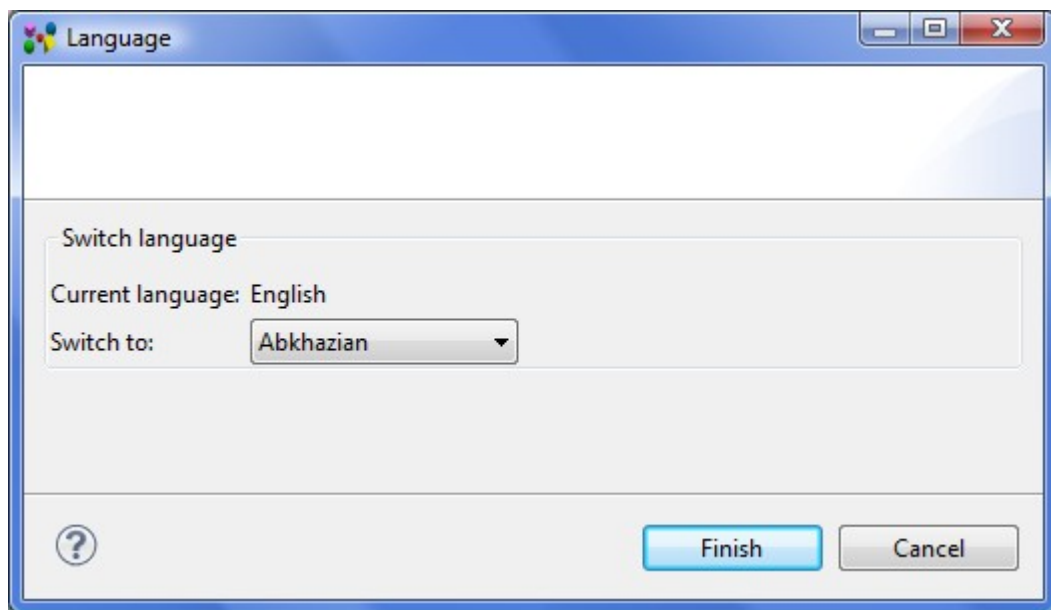 Language
Switch language
Current language: English
Switch to: Abkhazian
?
Finish Cancel